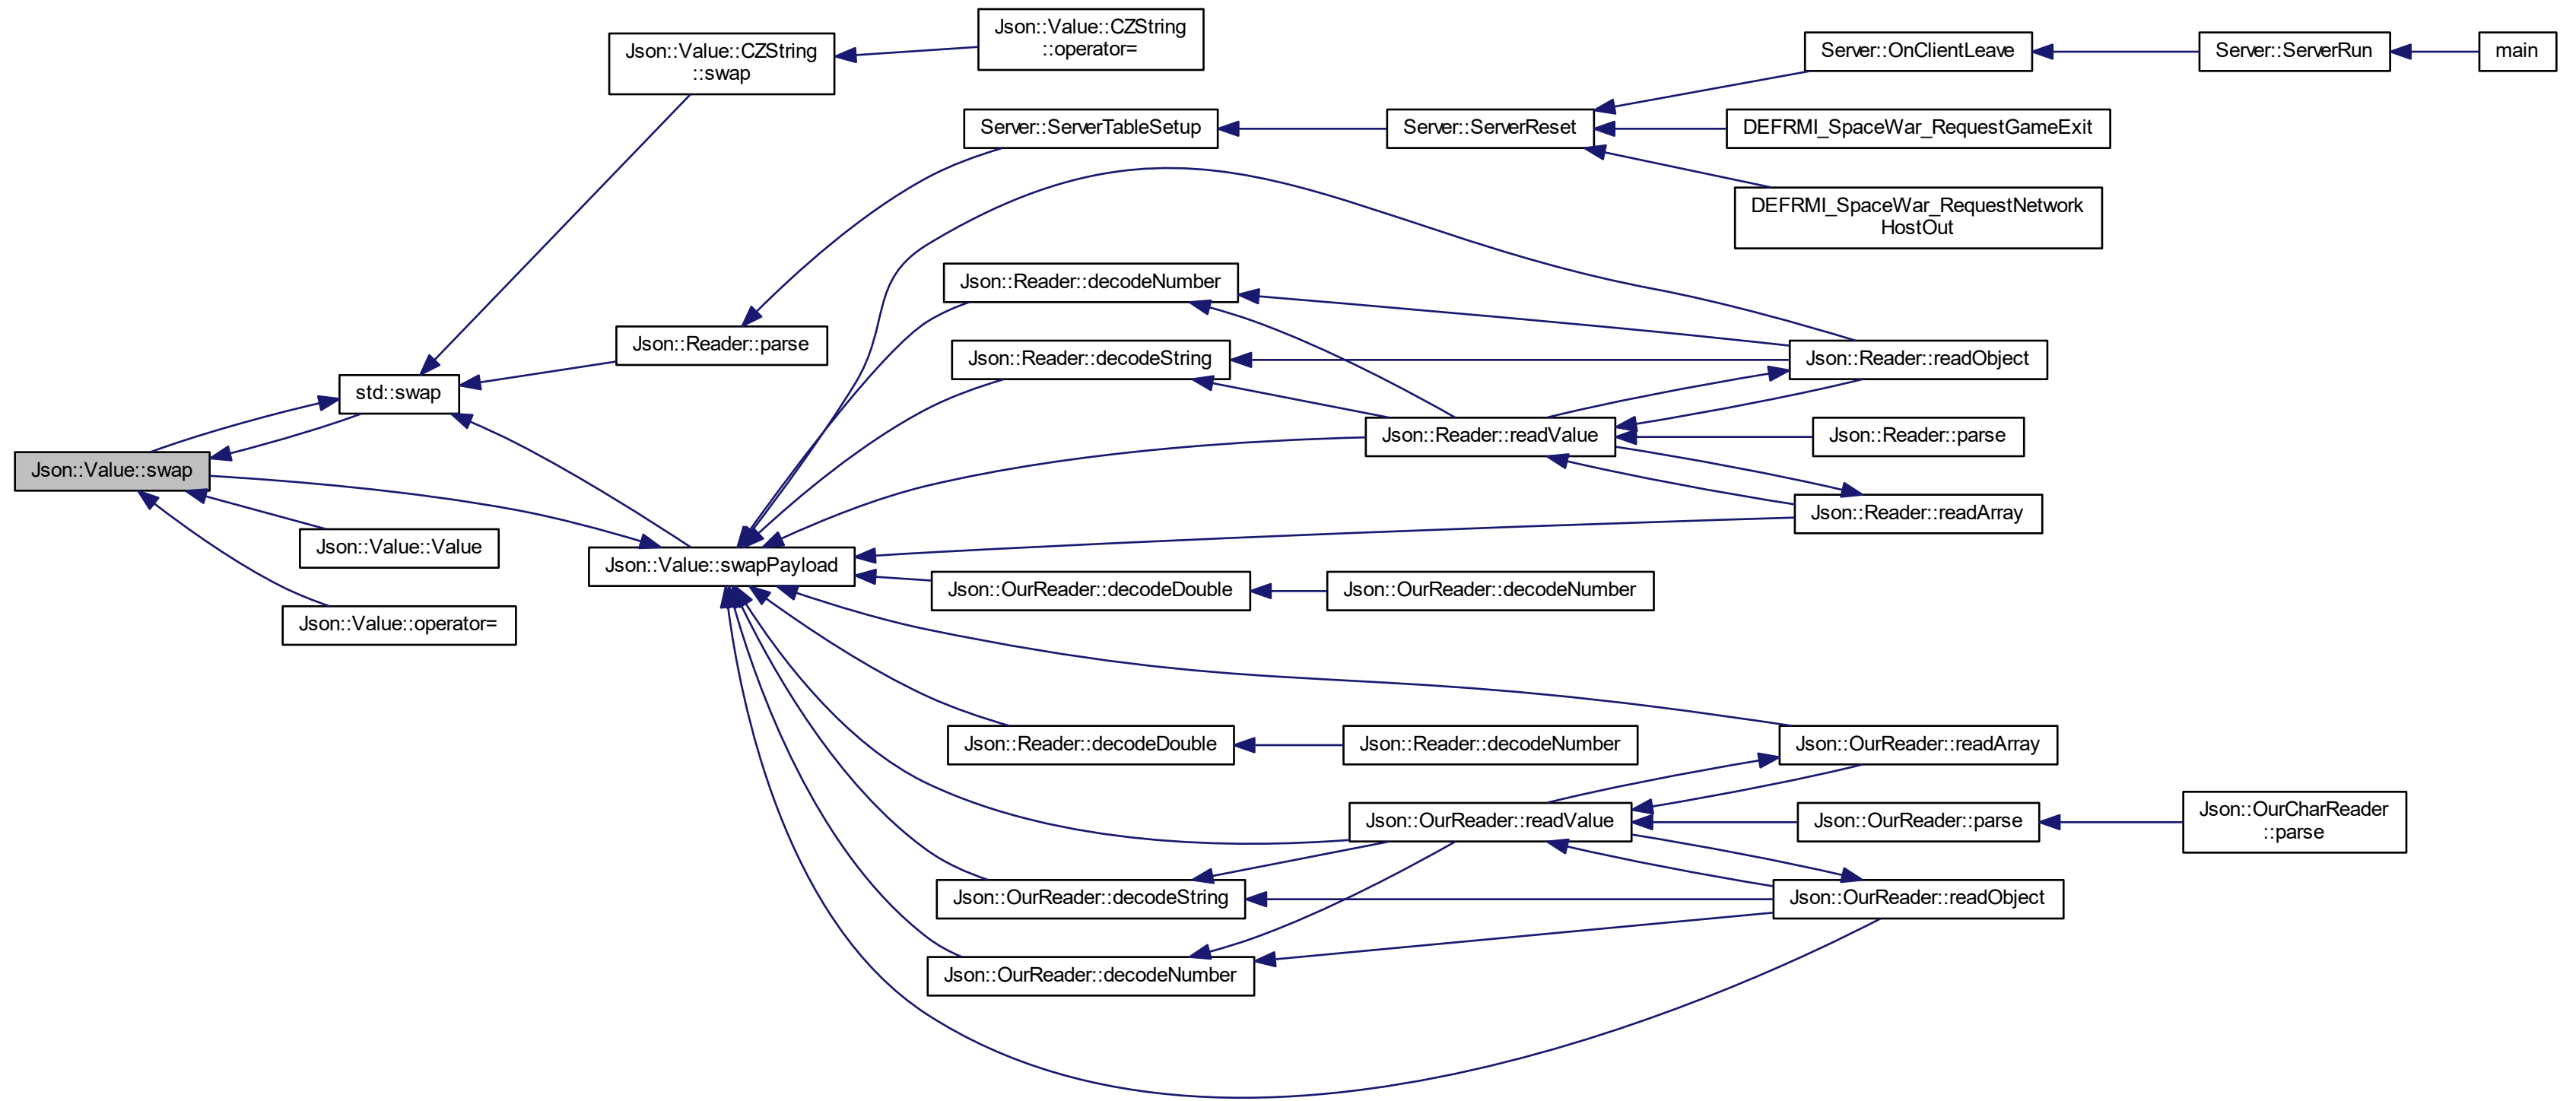 Json::Value::CZString
::swap
Json::Value::CZString
::operator=
Server::OnClientLeave
Server::ServerRun
main
Server::ServerTableSetup
Server::ServerReset
DEFRMI_SpaceWar_RequestGameExit
DEFRMI_SpaceWar_RequestNetwork
HostOut
Json::Reader::decodeNumber
Json::Reader::parse
Json::Reader::decodeString
Json::Reader::readObject
std::swap
Json::Reader::readValue
Json::Reader::parse
Json::Value::swap
Json::Reader::readArray
Json::Value::Value
Json::Value::swapPayload
Json::OurReader::decodeDouble
Json::OurReader::decodeNumber
Json::Value::operator=
Json::Reader::decodeDouble
Json::Reader::decodeNumber
Json::OurReader::readArray
Json::OurReader::readValue
Json::OurReader::parse
Json::OurCharReader
::parse
Json::OurReader::decodeString
Json::OurReader::readObject
Json::OurReader::decodeNumber